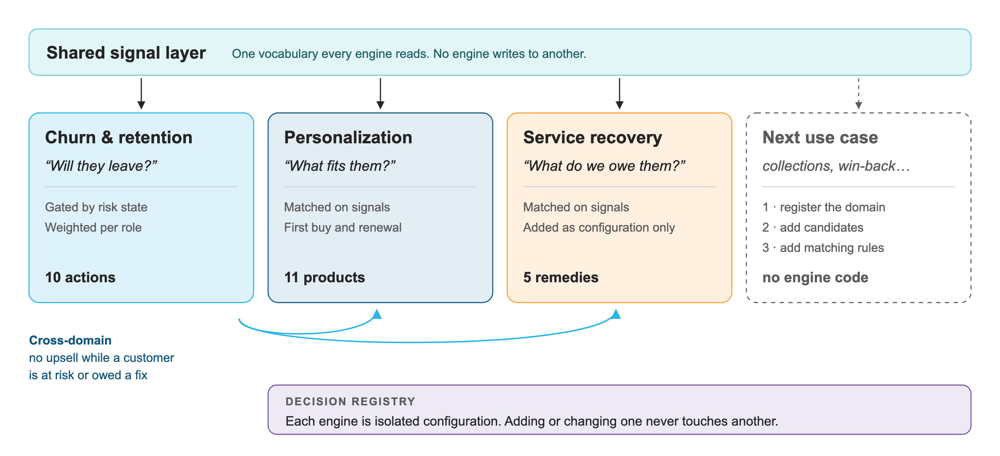 Shared signal layer
One vocabulary every engine reads. No engine writes to another.
Churn & retention
“Will they leave?”
Gated by risk state
Weighted per role
10 actions
Personalization
“What fits them?”
Matched on signals
First buy and renewal
11 products
Service recovery
“What do we owe them?”
Matched on signals
Added as configuration only
5 remedies
Next use case
collections, win-back…
1 · register the domain
2 · add candidates
3 · add matching rules
no engine code
Cross-domain
no upsell while a customer
is at risk or owed a fix
DECISION REGISTRY
Each engine is isolated configuration. Adding or changing one never touches another.